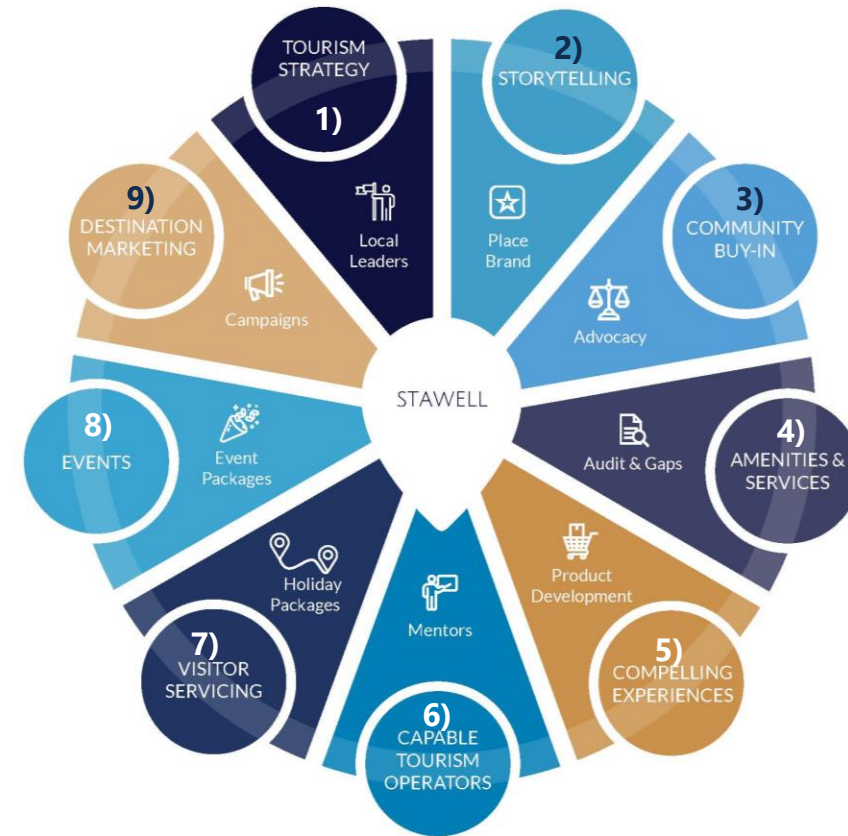 TOURISM
STRATEGY
1)
Local
Leaders
2)
STORYTELLING
Place
Brand
3)
COMMUNITY
BUY-IN
Advocacy
4)
AMENITIES &
SERVICES
Audit & Gaps
5)
COMPELLING
EXPERIENCES
Product
Development
6)
CAPABLE
TOURISM
OPERATORS
Mentors
7)
VISITOR
SERVICING
Holiday
Packages
8)
EVENTS
Event
Packages
9)
DESTINATION
MARKETING
Campaigns
STAWELL